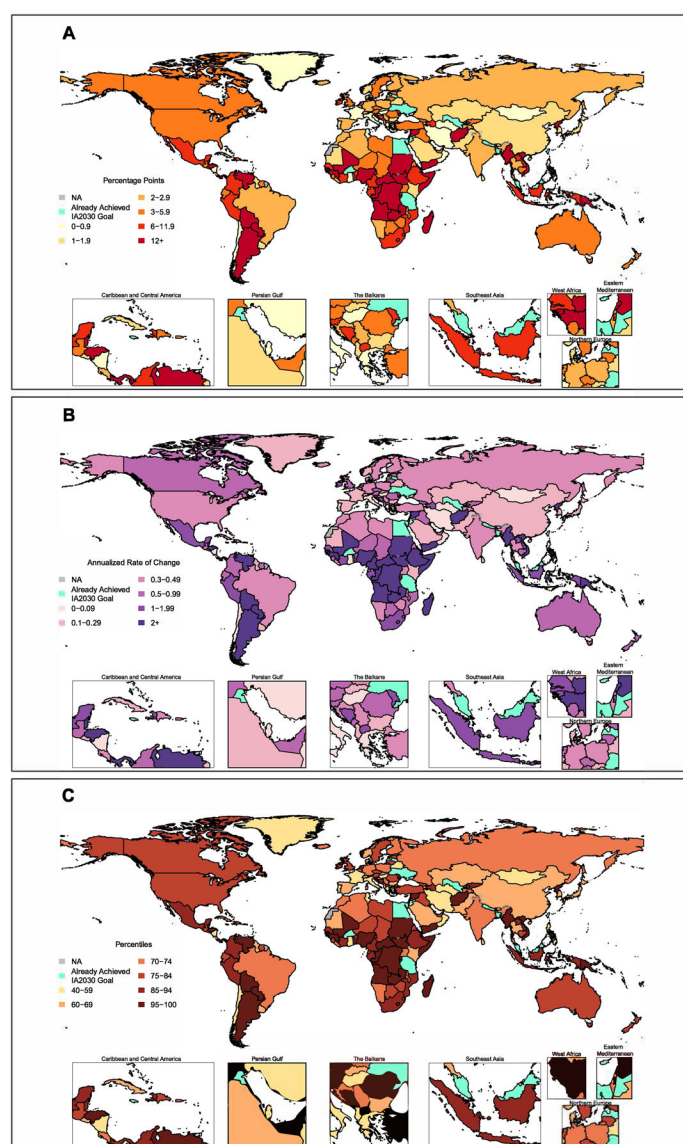 A
Percentage Points
NA
Already Achieved
IA2030 Goal
0–0.9
1–1.9
2–2.9
3–5.9
6–11.9
12+
Caribbean and Central America
Persian Gulf
The Balkans
Southeast Asia
West Africa
Eastern
Mediterranean
Northern Europe
B
Annualized Rate of Change
NA
Already Achieved
IA2030 Goal
0–0.09
0.1–0.29
0.3–0.49
0.5–0.99
1–1.99
2+
Caribbean and Central America
Persian Gulf
The Balkans
Southeast Asia
West Africa
Eastern
Mediterranean
Northern Europe
C
Percentiles
NA
Already Achieved
IA2030 Goal
40–59
60–69
70–74
75–84
85–94
95–100
Caribbean and Central America
Persian Gulf
The Balkans
Southeast Asia
West Africa
Eastern
Mediterranean
Northern Europe